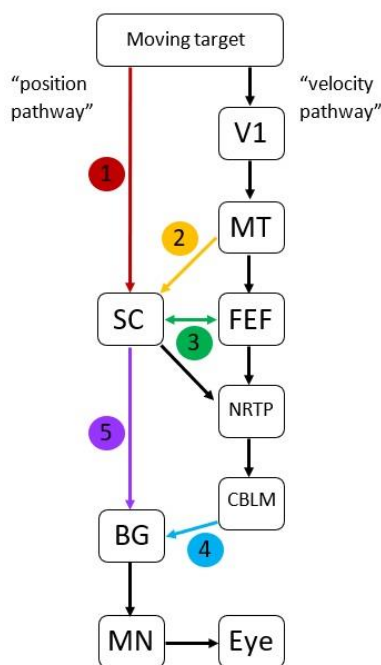 Moving target
“position
pathway”
“velocity
pathway”
V1
1
MT
2
SC
FEF
3
NRTP
5
CBLM
BG
4
MN
Eye